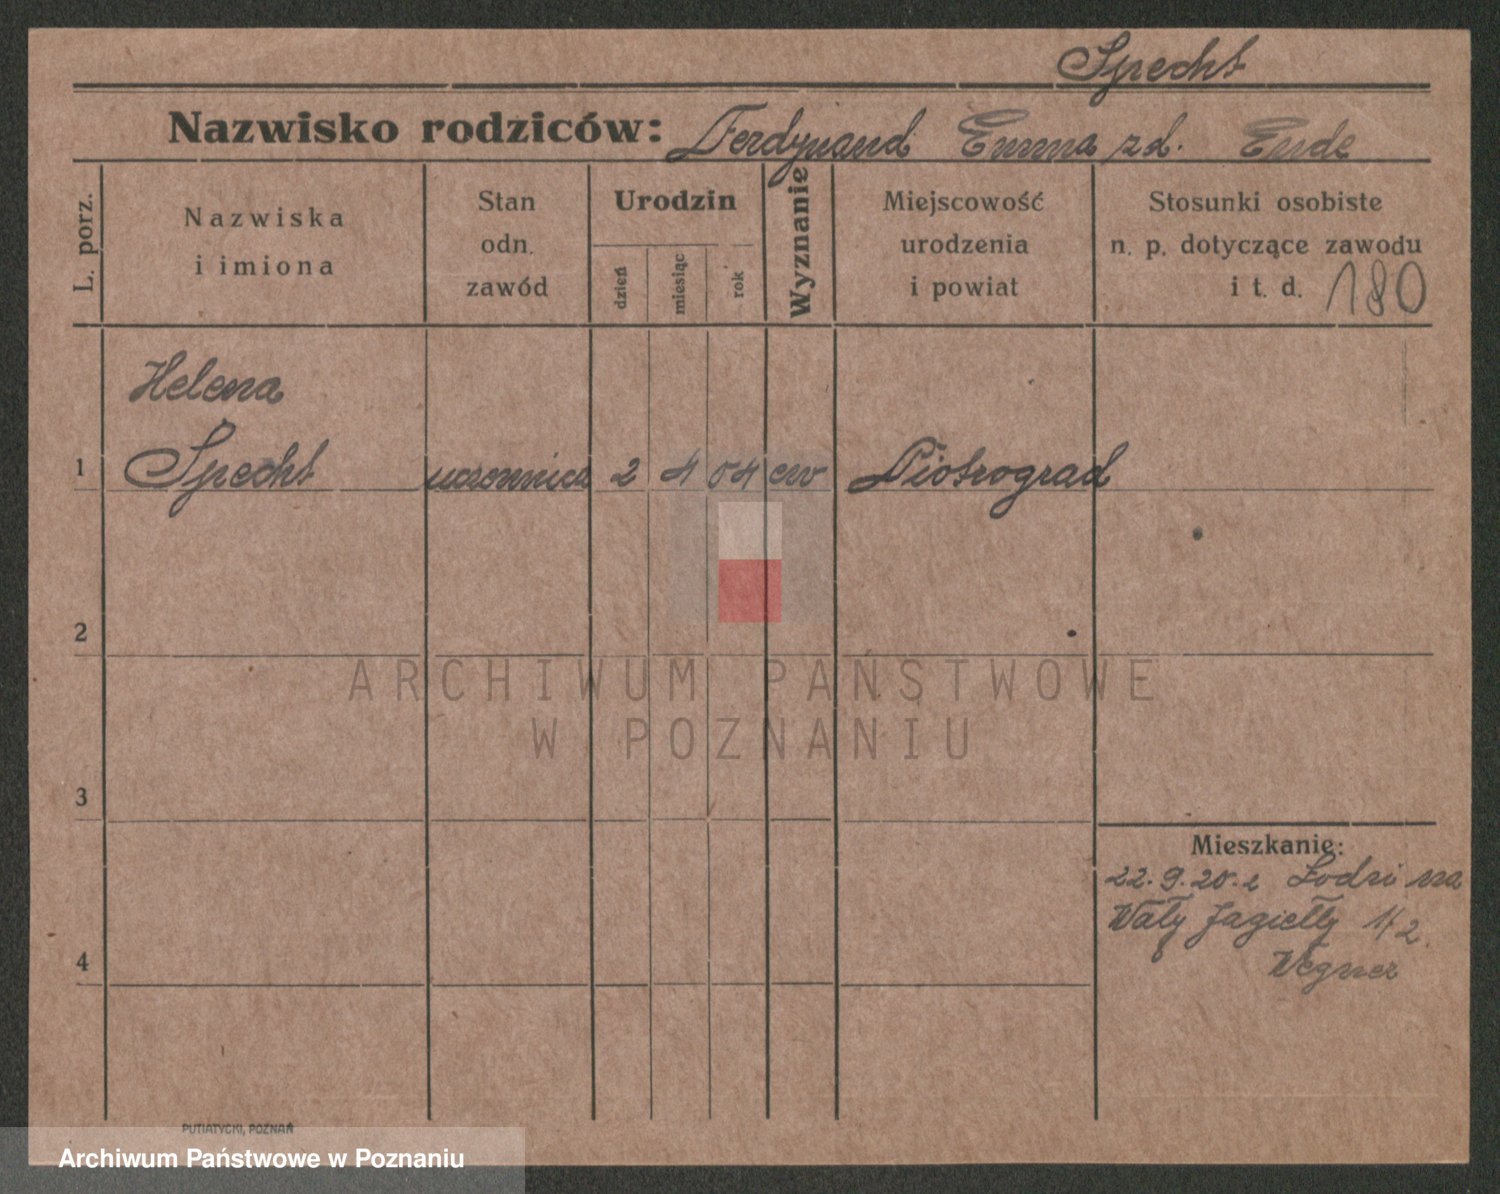 Specht
Nazwisko rodziców: Ferdynand Emma zd. Ende
L. porz.
Nazwiska
i imiona
Stan
odn.
zawód
Urodzin
dzień
miesiąc
rok
Wyznanie
Miejscowość
urodzenia
i powiat
Stosunki osobiste
n. p. dotyczące zawodu
i t. d. 180
Helena
1 Specht uczennica 2 4 04 ew Piotrograd
2
ARCHIWUM PAŃSTWOWE
W POZNANIU
3
Mieszkanie:
22.9.20. z Łodzi na
Wały Jagiełły
4
Wegner
PUTIATYCKI, POZNAŃ
Archiwum Państwowe w Poznaniu